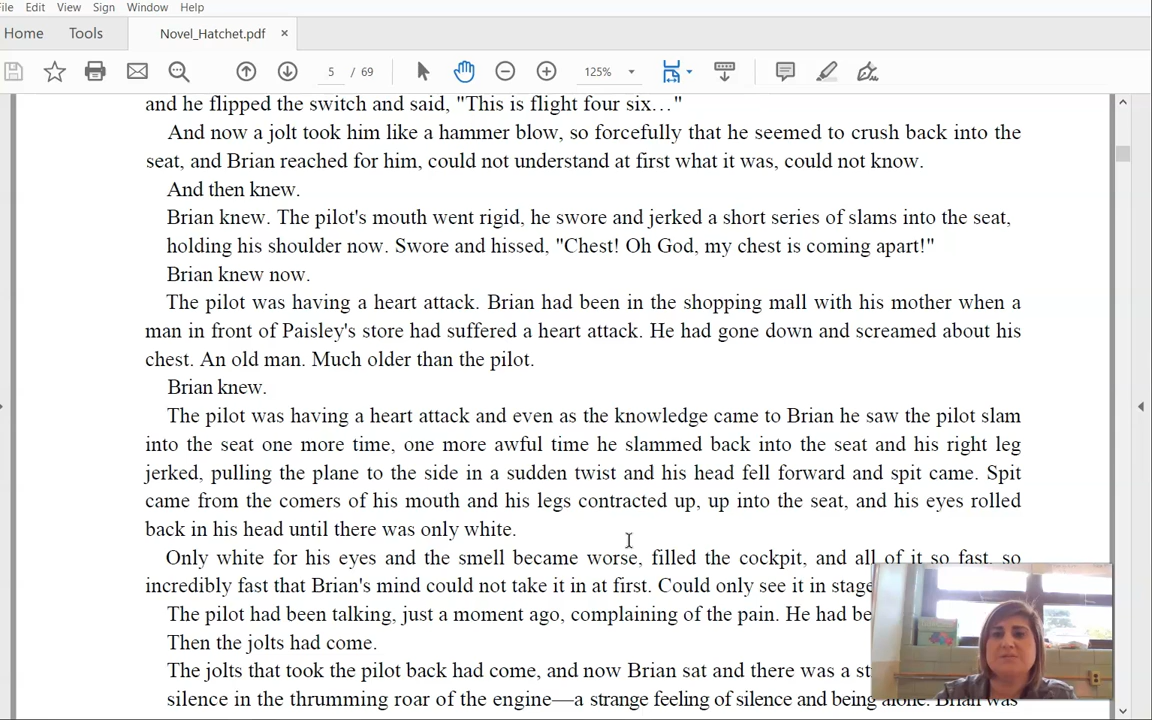 File Edit View Sign Window Help
Home Tools Novel_Hatchet.pdf ×
5 / 69 125%
and he flipped the switch and said, "This is flight four six…"
And now a jolt took him like a hammer blow, so forcefully that he seemed to crush back into the
seat, and Brian reached for him, could not understand at first what it was, could not know.
And then knew.
Brian knew. The pilot's mouth went rigid, he swore and jerked a short series of slams into the seat,
holding his shoulder now. Swore and hissed, "Chest! Oh God, my chest is coming apart!"
Brian knew now.
The pilot was having a heart attack. Brian had been in the shopping mall with his mother when a
man in front of Paisley's store had suffered a heart attack. He had gone down and screamed about his
chest. An old man. Much older than the pilot.
Brian knew.
The pilot was having a heart attack and even as the knowledge came to Brian he saw the pilot slam
into the seat one more time, one more awful time he slammed back into the seat and his right leg
jerked, pulling the plane to the side in a sudden twist and his head fell forward and spit came. Spit
came from the comers of his mouth and his legs contracted up, up into the seat, and his eyes rolled
back in his head until there was only white.
Only white for his eyes and the smell became worse, filled the cockpit, and all of it so fast, so
incredibly fast that Brian's mind could not take it in at first. Could only see it in stage
The pilot had been talking, just a moment ago, complaining of the pain. He had be
Then the jolts had come.
The jolts that took the pilot back had come, and now Brian sat and there was a st
silence in the thrumming roar of the engine—a strange feeling of silence and being alone. Brian was